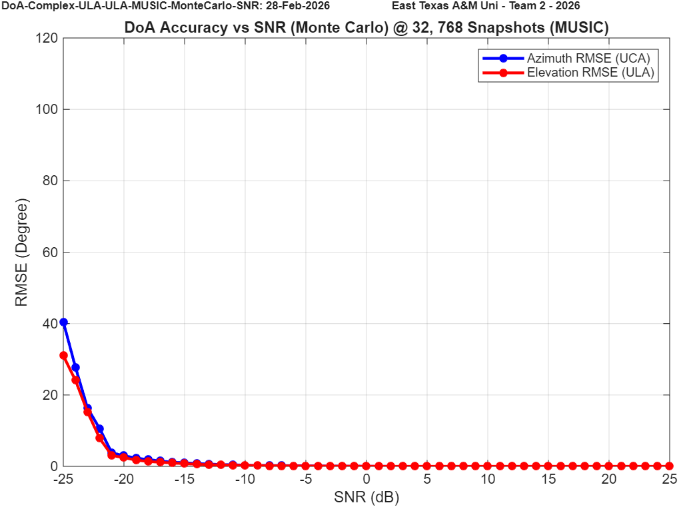 DoA-Complex-ULA-ULA-MUSIC-MonteCarlo-SNR: 28-Feb-2026 East Texas A&M Uni - Team 2 - 2026
DoA Accuracy vs SNR (Monte Carlo) @ 32, 768 Snapshots (MUSIC)
Azimuth RMSE (UCA)
Elevation RMSE (ULA)
120
100
80
60
40
20
0
RMSE (Degree)
-25 -20 -15 -10 -5 0 5 10 15 20 25
SNR (dB)